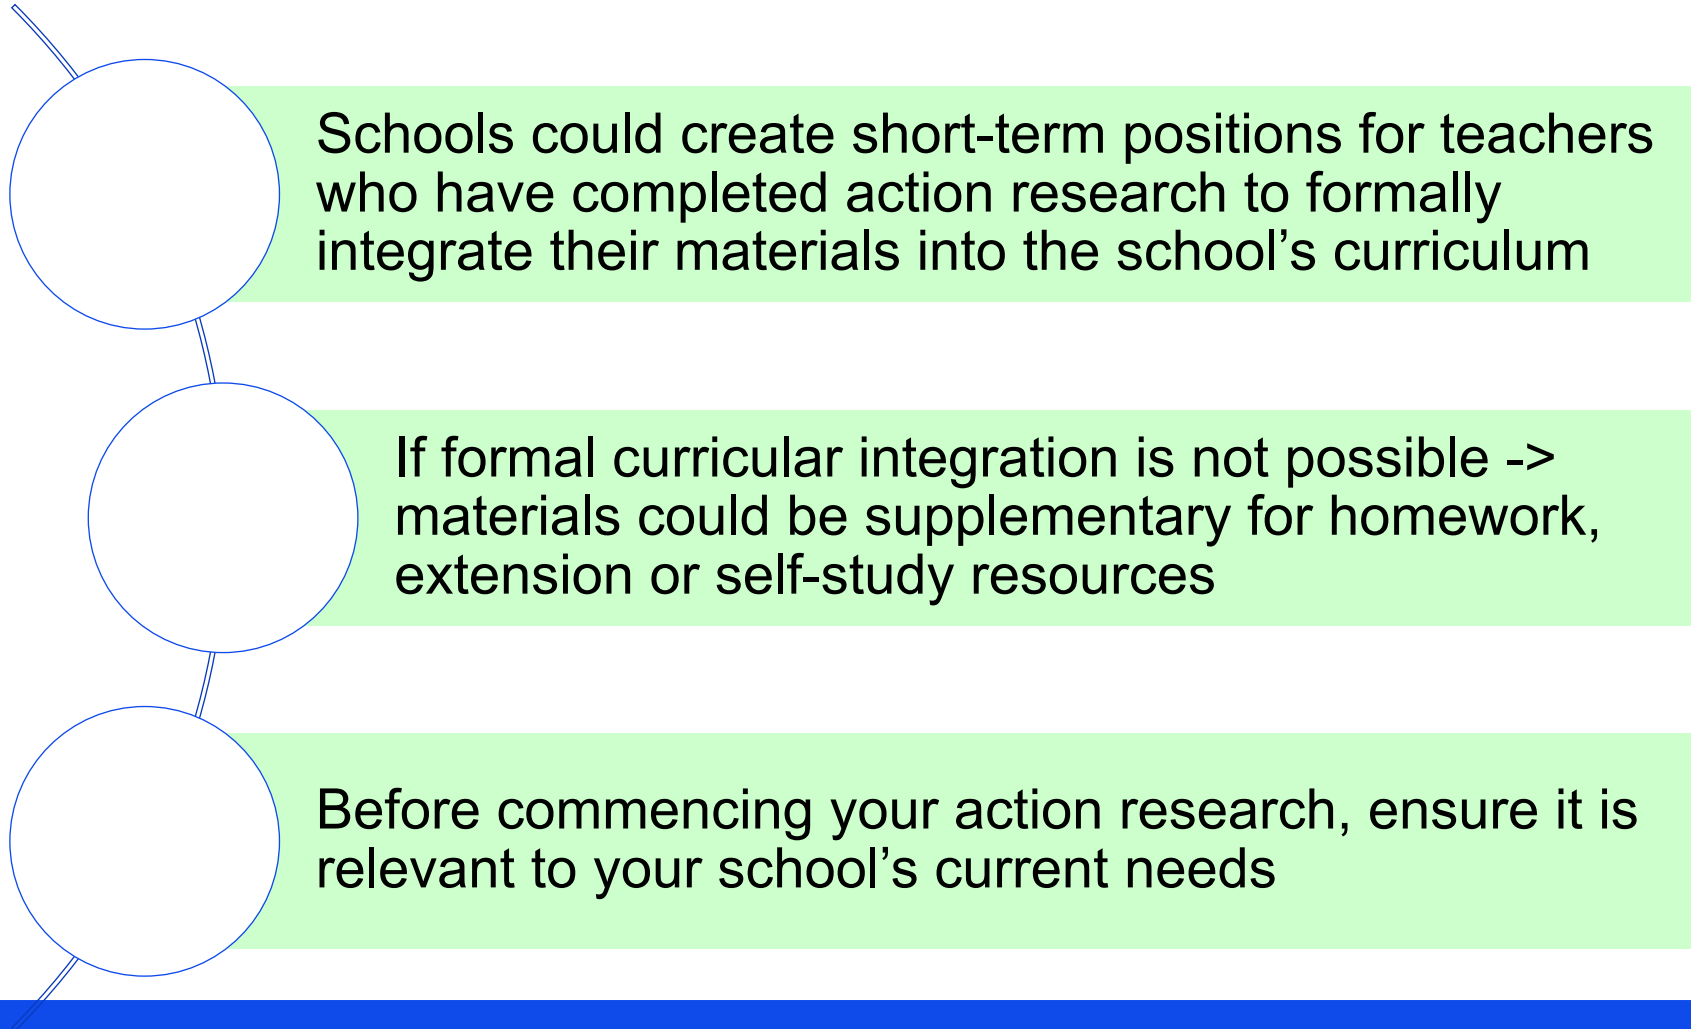 Schools could create short-term positions for teachers
who have completed action research to formally
integrate their materials into the school’s curriculum
If formal curricular integration is not possible ->
materials could be supplementary for homework,
extension or self-study resources
Before commencing your action research, ensure it is
relevant to your school’s current needs